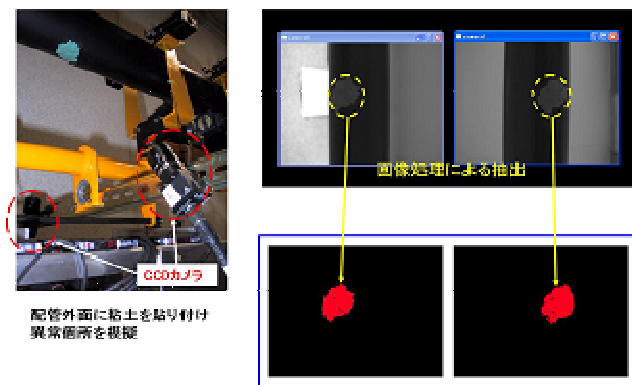 画像処理による抽出
CCDカメラ
配管外面に粘土を貼り付け
異常個所を模擬